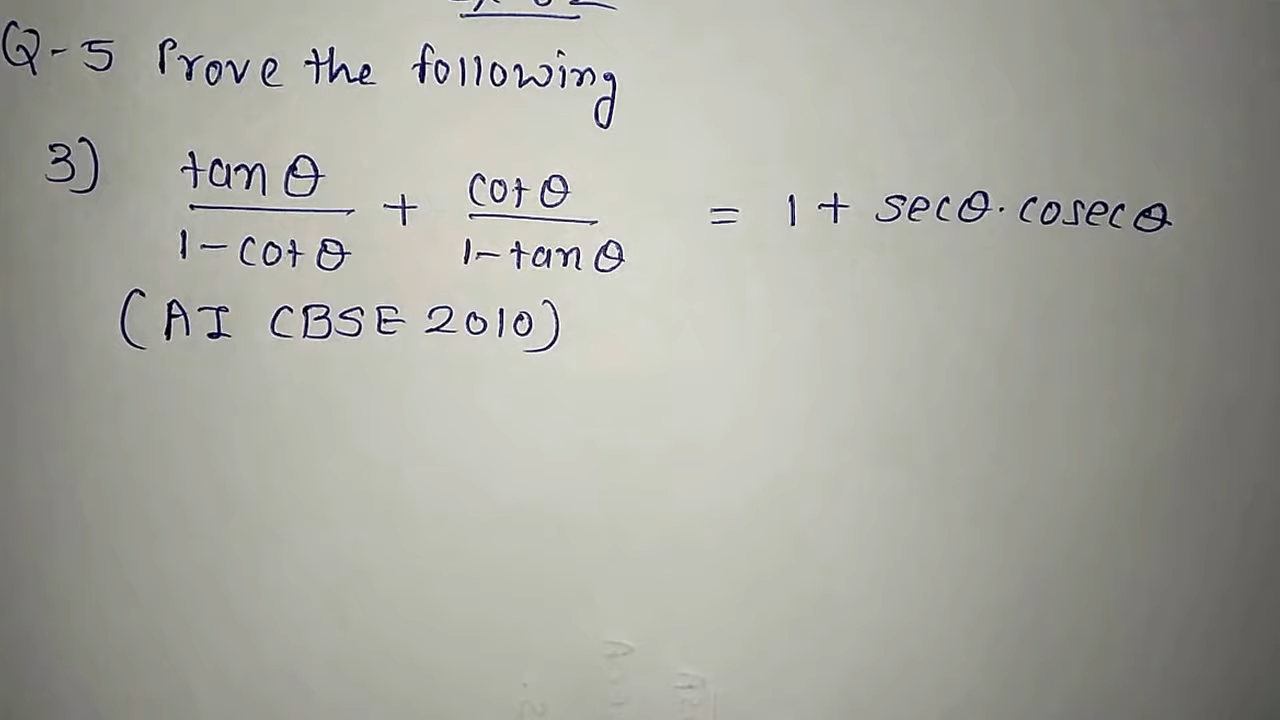 Q-5 Prove the following
3) tanθ/1-cotθ + cotθ/1-tanθ = 1 + secθ.cosecθ
(AI CBSE 2010)